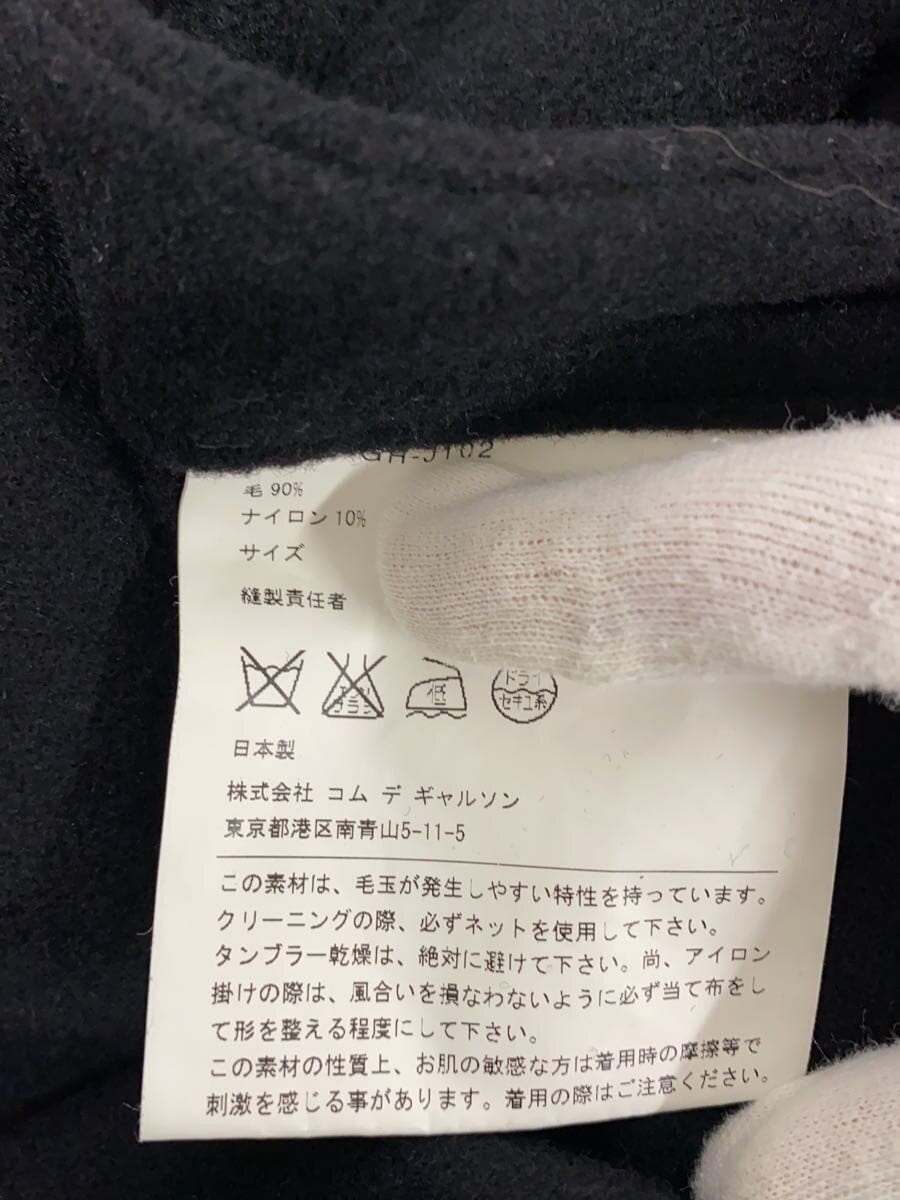 GH-J102
毛 90%
ナイロン 10%
サイズ
縫製責任者
低
ドライ
セキユ系
日本製
株式会社 コム デ ギャルソン
東京都港区南青山5-11-5
この素材は、毛玉が発生しやすい特性を持っています。
クリーニングの際、必ずネットを使用して下さい。
タンブラー乾燥は、絶対に避けて下さい。尚、アイロン
掛けの際は、風合いを損なわないように必ず当て布をし
て形を整える程度にして下さい。
この素材の性質上、お肌の敏感な方は着用時の摩擦等で
刺激を感じる事があります。着用の際はご注意ください。